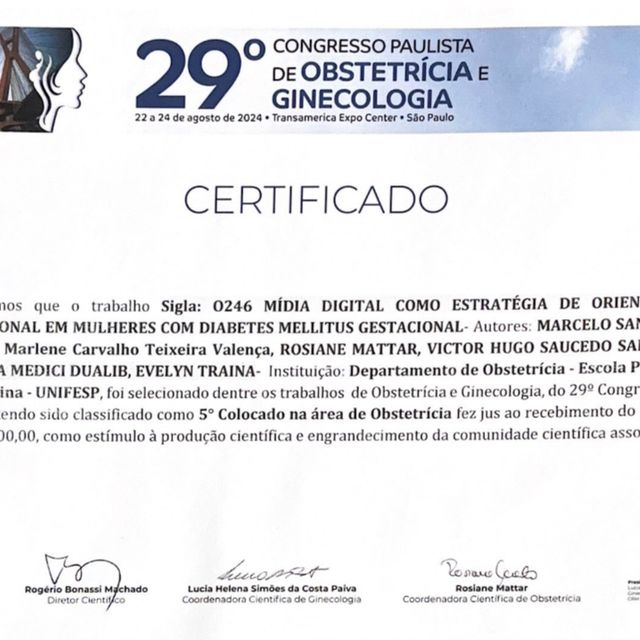 29º CONGRESSO PAULISTA
DE OBSTETRÍCIA E
GINECOLOGIA
22 a 24 de agosto de 2024 • Transamerica Expo Center • São Paulo
CERTIFICADO
mos que o trabalho Sigla: O246 MÍDIA DIGITAL COMO ESTRATÉGIA DE ORIEN
ONAL EM MULHERES COM DIABETES MELLITUS GESTACIONAL- Autores: MARCELO SAN
Marlene Carvalho Teixeira Valença, ROSIANE MATTAR, VICTOR HUGO SAUCEDO SA
A MEDICI DUALIB, EVELYN TRAINA- Instituição: Departamento de Obstetrícia - Escola P
ina - UNIFESP, foi selecionado dentre os trabalhos de Obstetrícia e Ginecologia, do 29º Congr
endo sido classificado como 5° Colocado na área de Obstetrícia fez jus ao recebimento do
00,00, como estímulo à produção científica e engrandecimento da comunidade científica asso
Rogério Bonassi Machado
Diretor Científico
Lucia Helena Simões da Costa Paiva
Coordenadora Científica de Ginecologia
Rosiane Mattar
Coordenadora Científica de Obstetrícia